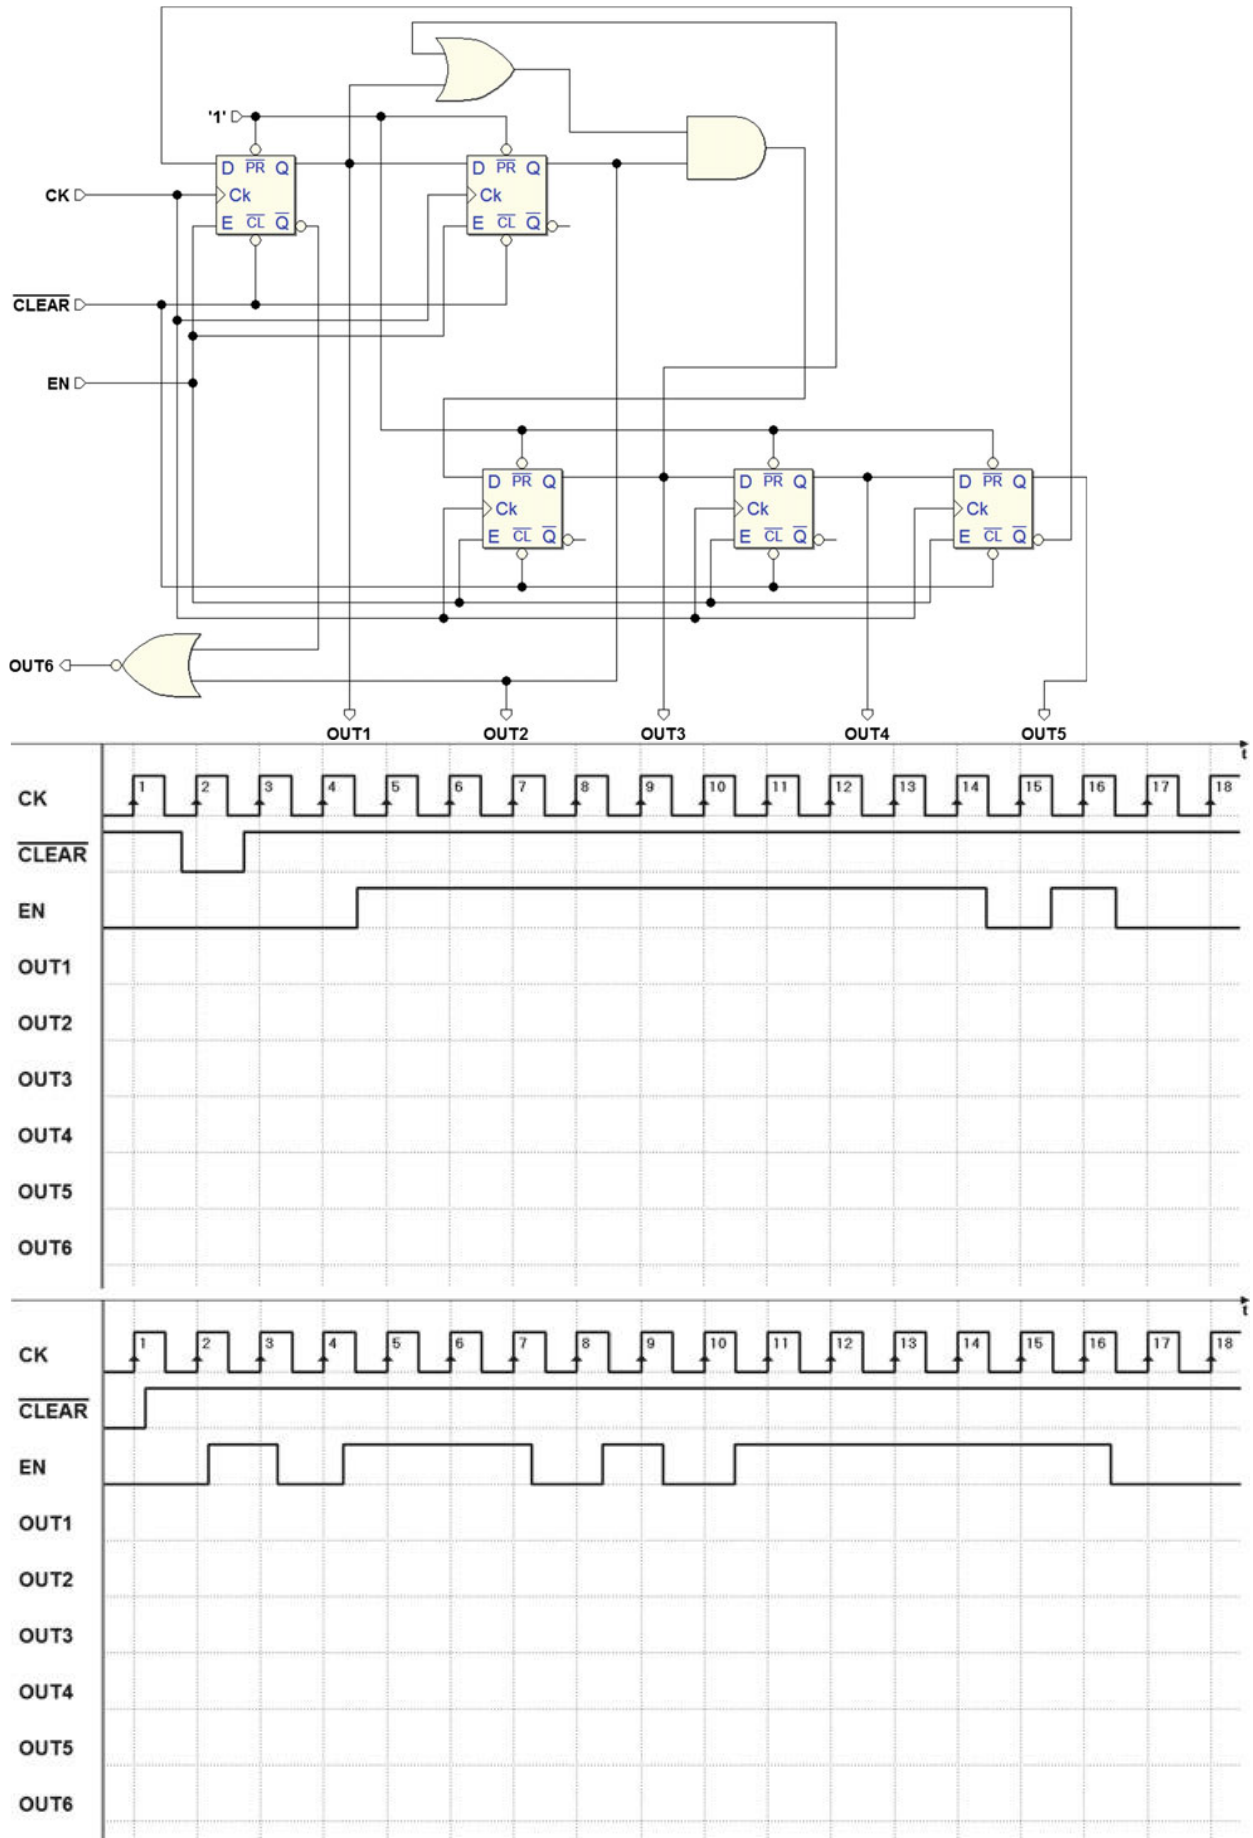 '1'
D PR Q
D PR Q
CK
Ck
Ck
E CL Q
E CL Q
CLEAR
EN
D PR Q
D PR Q
D PR Q
Ck
Ck
Ck
E CL Q
E CL Q
E CL Q
OUT6
OUT1 OUT2 OUT3 OUT4 OUT5
t
CK 1 2 3 4 5 6 7 8 9 10 11 12 13 14 15 16 17 18
CLEAR
EN
OUT1
OUT2
OUT3
OUT4
OUT5
OUT6
t
CK 1 2 3 4 5 6 7 8 9 10 11 12 13 14 15 16 17 18
CLEAR
EN
OUT1
OUT2
OUT3
OUT4
OUT5
OUT6